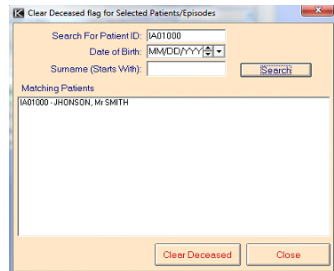 Clear Deceased flag for Selected Patients/Episodes
Search For Patient ID: IA01000
Date of Birth: MM/DD/YYY
Surname (Starts With):
Search
Matching Patients
IA01000 - JHONSON, Mr SMITH
Clear Deceased
Close